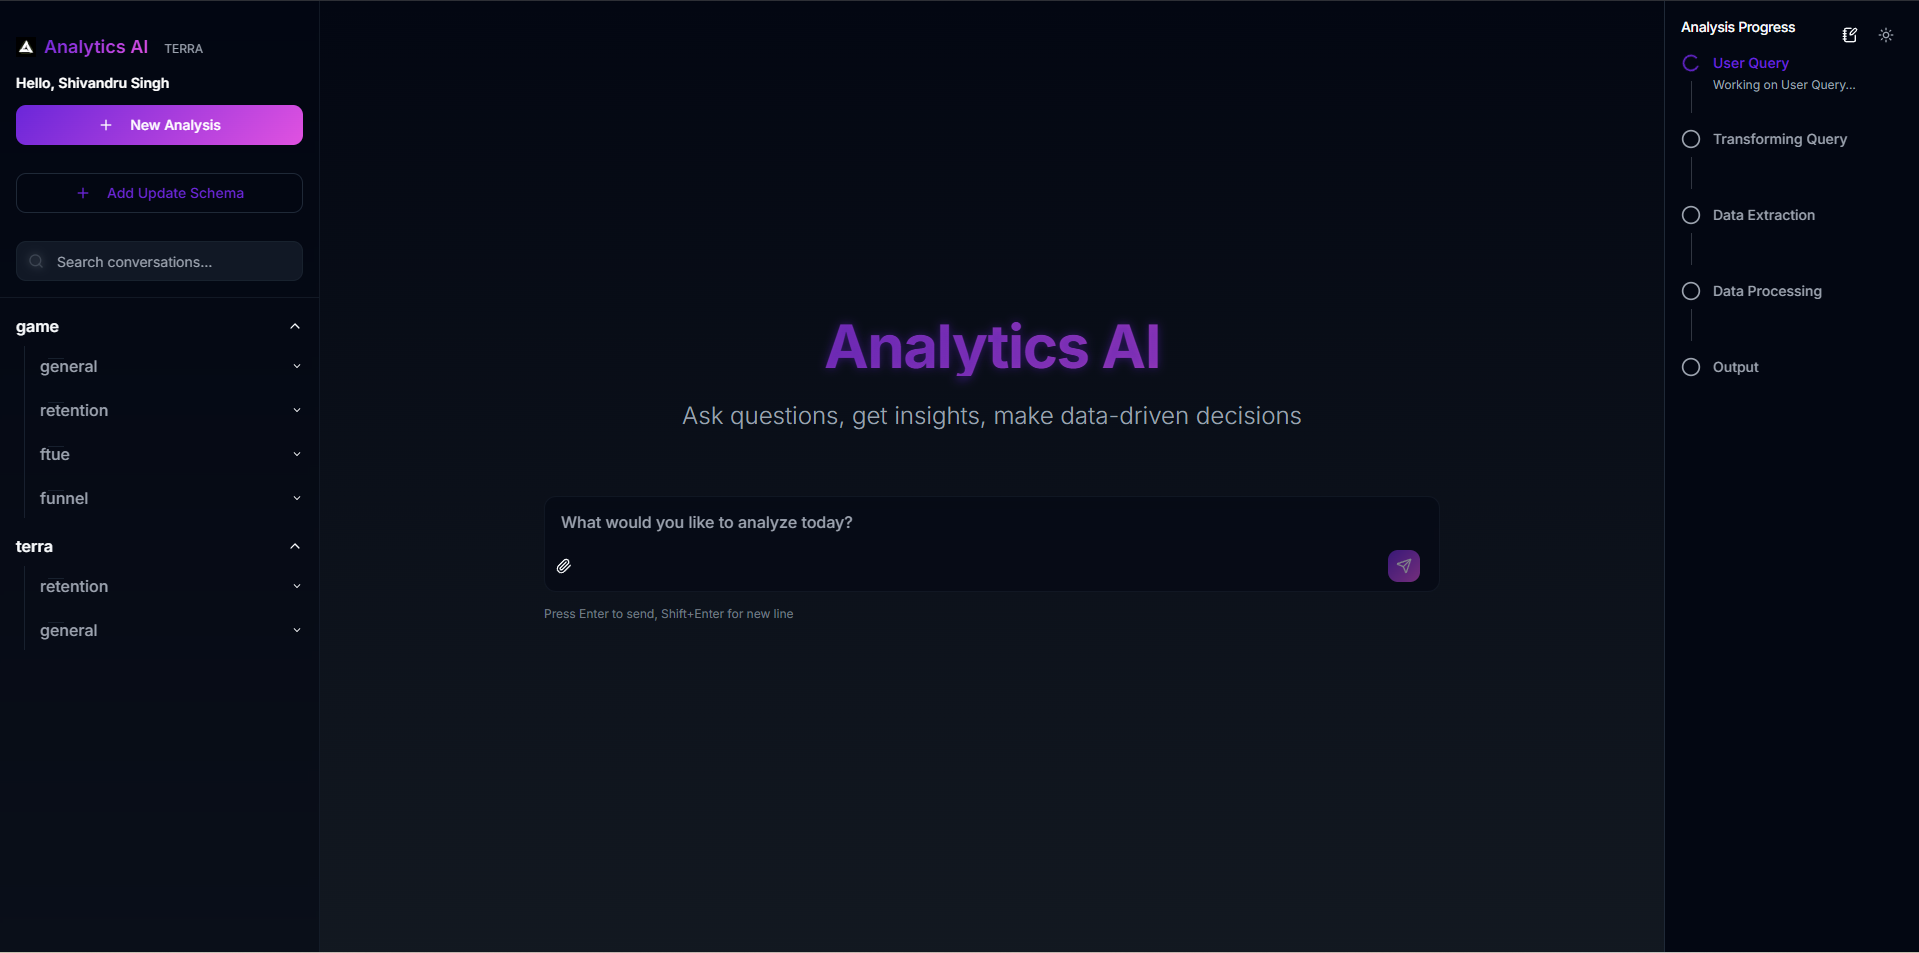 Analytics AI TERRA
Hello, Shivandru Singh
New Analysis
Add Update Schema
Search conversations...
game
general
retention
ftue
funnel
terra
retention
general
Analytics AI
Ask questions, get insights, make data-driven decisions
What would you like to analyze today?
Press Enter to send, Shift+Enter for new line
Analysis Progress
User Query
Working on User Query...
Transforming Query
Data Extraction
Data Processing
Output